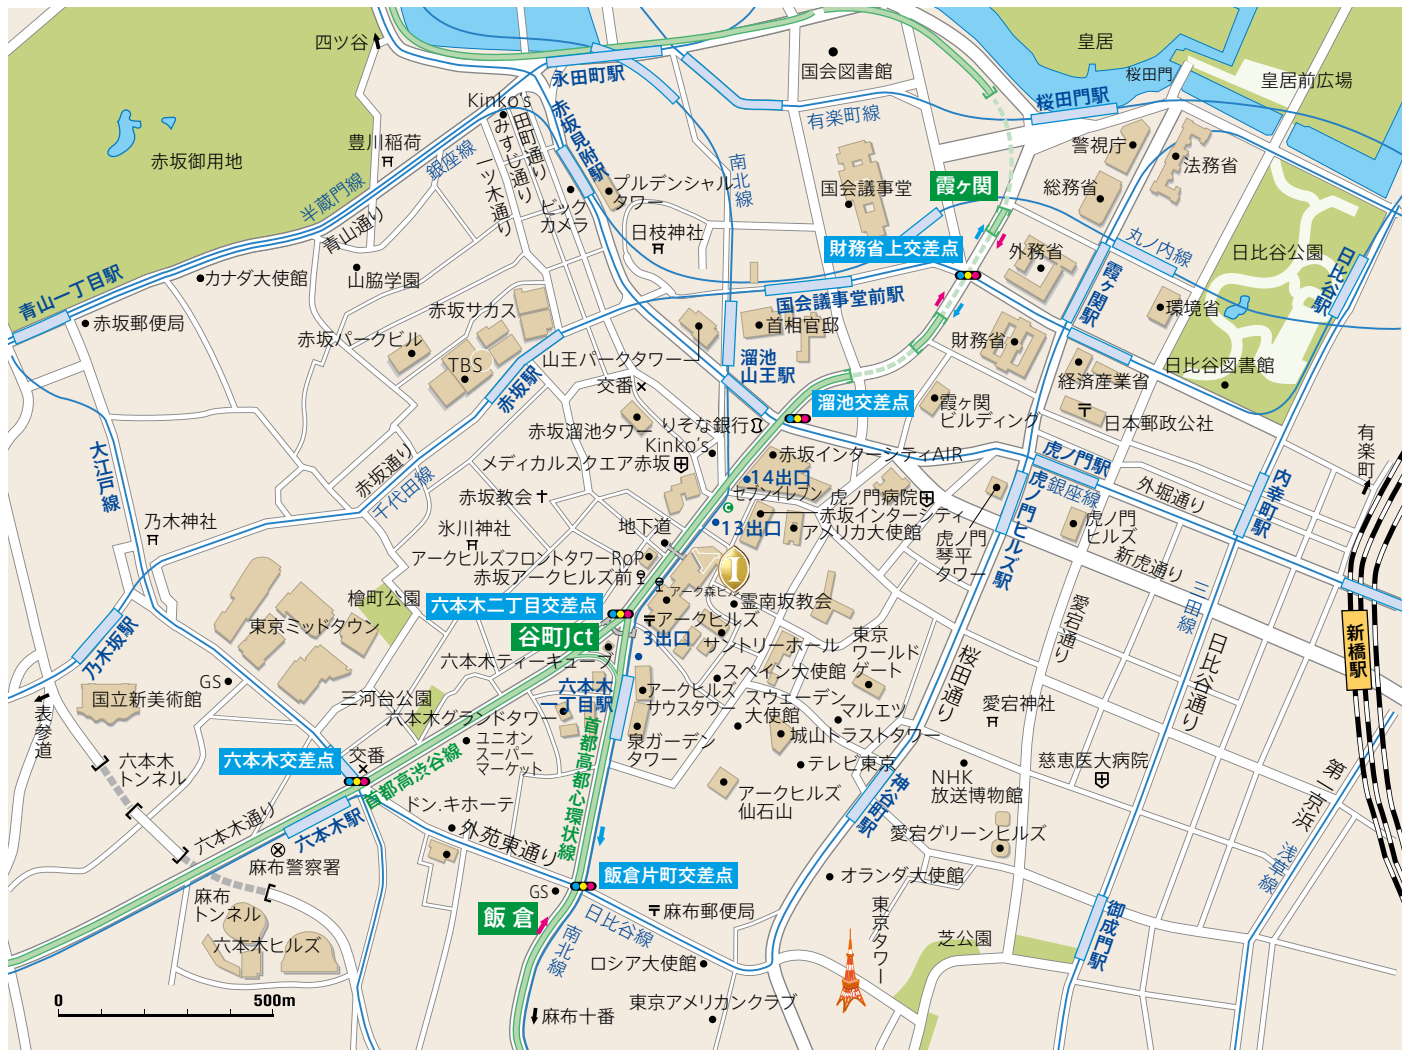 四ツ谷
永田町駅
国会図書館
皇居
桜田門
皇居前広場
桜田門駅
Kinko's
赤坂見附駅
田町通り
みすじ通り
一ツ木通り
有楽町線
豊川稲荷
銀座線
南北線
警視庁
法務省
赤坂御用地
半蔵門線
青山通り
プルデンシャル
タワー
ビック
カメラ
国会議事堂
霞ヶ関
総務省
日枝神社
財務省上交差点
外務省
丸ノ内線
日比谷公園
日比谷駅
青山一丁目駅
カナダ大使館
山脇学園
国会議事堂前駅
霞ヶ関駅
環境省
赤坂郵便局
赤坂サカス
赤坂パークビル
TBS
首相官邸
財務省
山王パークタワー
溜池
山王駅
日比谷図書館
経済産業省
赤坂駅
交番
溜池交差点
霞ヶ関
ビルディング
日本郵政公社
赤坂溜池タワー
りそな銀行
Kinko's
有楽町
大江戸線
赤坂通り
千代田線
メディカルスクエア赤坂
赤坂インターシティAIR
虎ノ門駅
銀座線
外堀通り
内幸町駅
14出口
セブンイレブン
赤坂教会
虎ノ門病院
虎ノ門ヒルズ駅
乃木神社
氷川神社
地下道
13出口
赤坂インターシティ
アメリカ大使館
虎ノ門
琴平
タワー
虎ノ門
ヒルズ
新虎通り
アークヒルズフロントタワーRoP
赤坂アークヒルズ前
アーク森ビル
I
檜町公園
六本木二丁目交差点
霊南坂教会
愛宕通り
三田線
新橋駅
東京ミッドタウン
谷町Jct
アークヒルズ
3出口
サントリーホール
東京
ワールド
ゲート
桜田通り
日比谷通り
乃木坂駅
六本木ティーキューブ
スペイン大使館
GS
国立新美術館
三河台公園
六本木
一丁目駅
アークヒルズ
サウスタワー
スウェーデン
大使館
マルエツ
愛宕神社
表参道
六本木グランドタワー
ユニオン
スーパー
マーケット
首都高都心環状線
泉ガーデン
タワー
城山トラストタワー
六本木交差点
交番
首都高渋谷線
テレビ東京
慈恵医大病院
六本木
トンネル
NHK
放送博物館
神谷町駅
第一京浜
アークヒルズ
仙石山
ドン.キホーテ
外苑東通り
六本木通り
六本木駅
麻布警察署
愛宕グリーンヒルズ
浅草線
飯倉片町交差点
オランダ大使館
GS
麻布
トンネル
飯倉
麻布郵便局
東京タワー
御成門駅
日比谷線
南北線
六本木ヒルズ
芝公園
ロシア大使館
0
500m
東京アメリカンクラブ
麻布十番